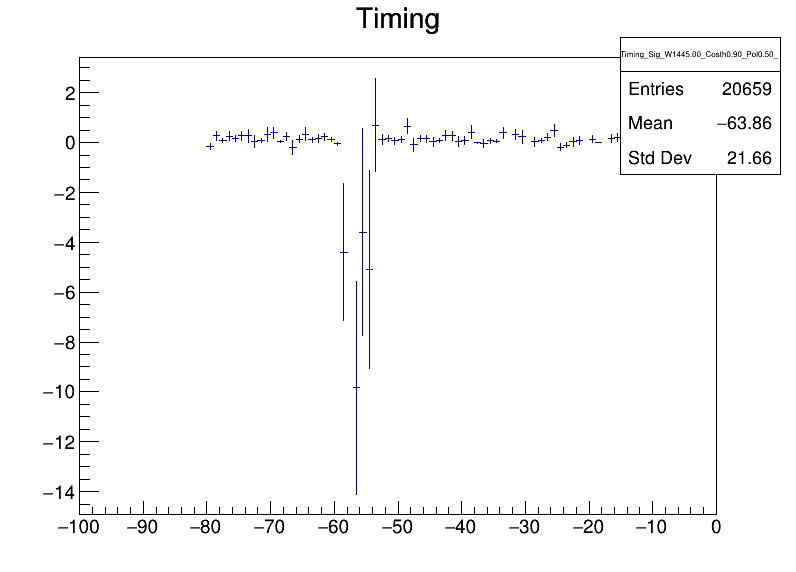 Timing
Timing_Sig_W1445.00_Costh0.90_Pol0.50_
Entries 20659
Mean −63.86
Std Dev 21.66
2
0
−2
−4
−6
−8
−10
−12
−14
−100 −90 −80 −70 −60 −50 −40 −30 −20 −10 0